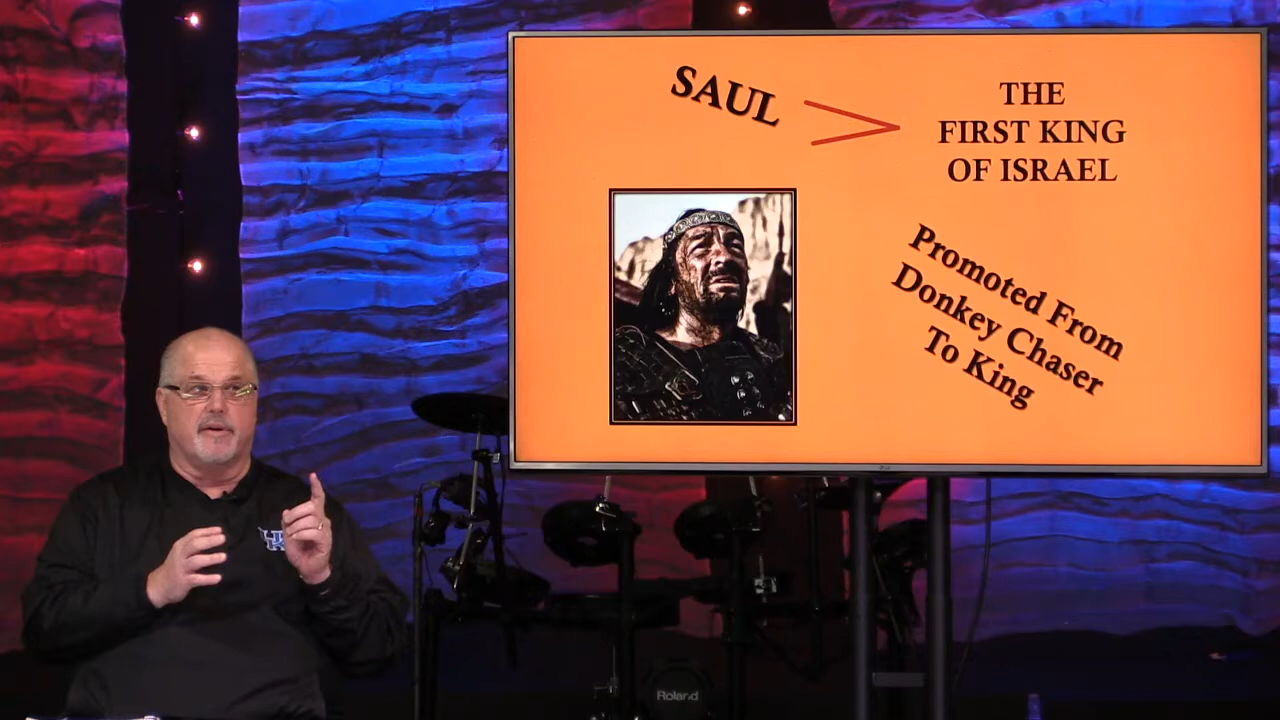 SAUL
THE
FIRST KING
OF ISRAEL
Promoted From
Donkey Chaser
To King
Roland